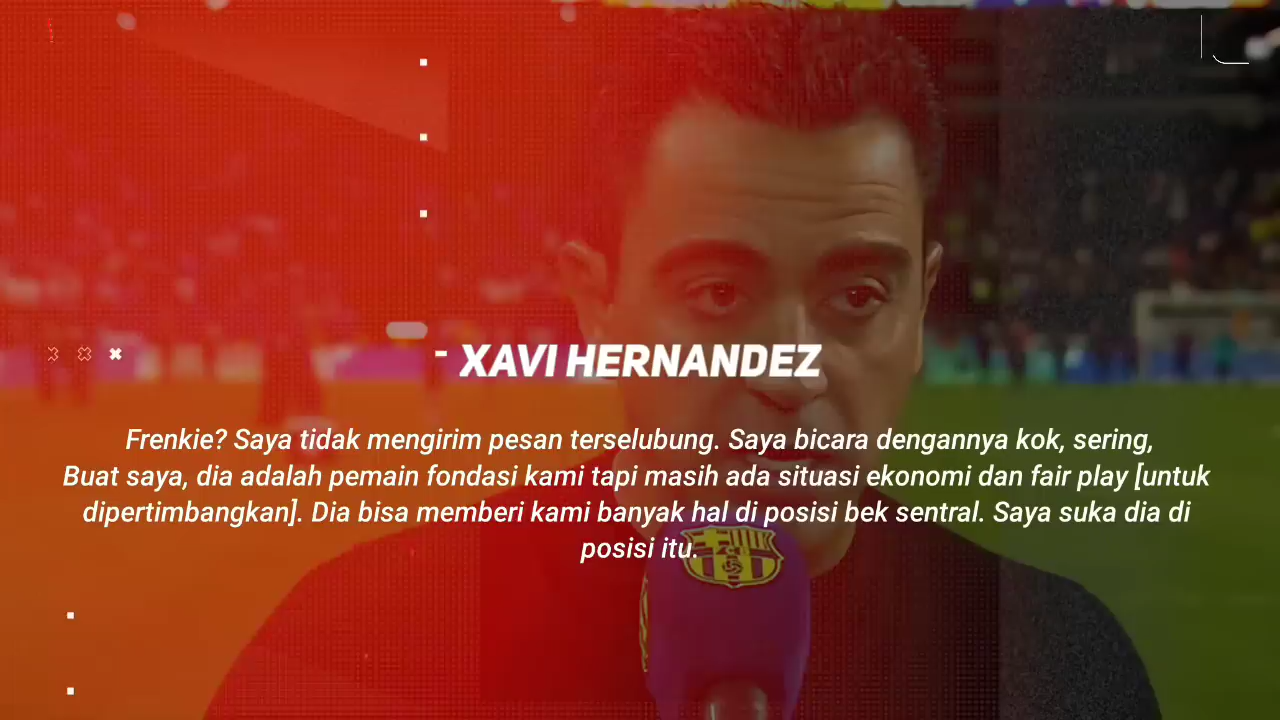 - XAVI HERNANDEZ
Frenkie? Saya tidak mengirim pesan terselubung. Saya bicara dengannya kok, sering,
Buat saya, dia adalah pemain fondasi kami tapi masih ada situasi ekonomi dan fair play [untuk
dipertimbangkan]. Dia bisa memberi kami banyak hal di posisi bek sentral. Saya suka dia di
posisi itu.